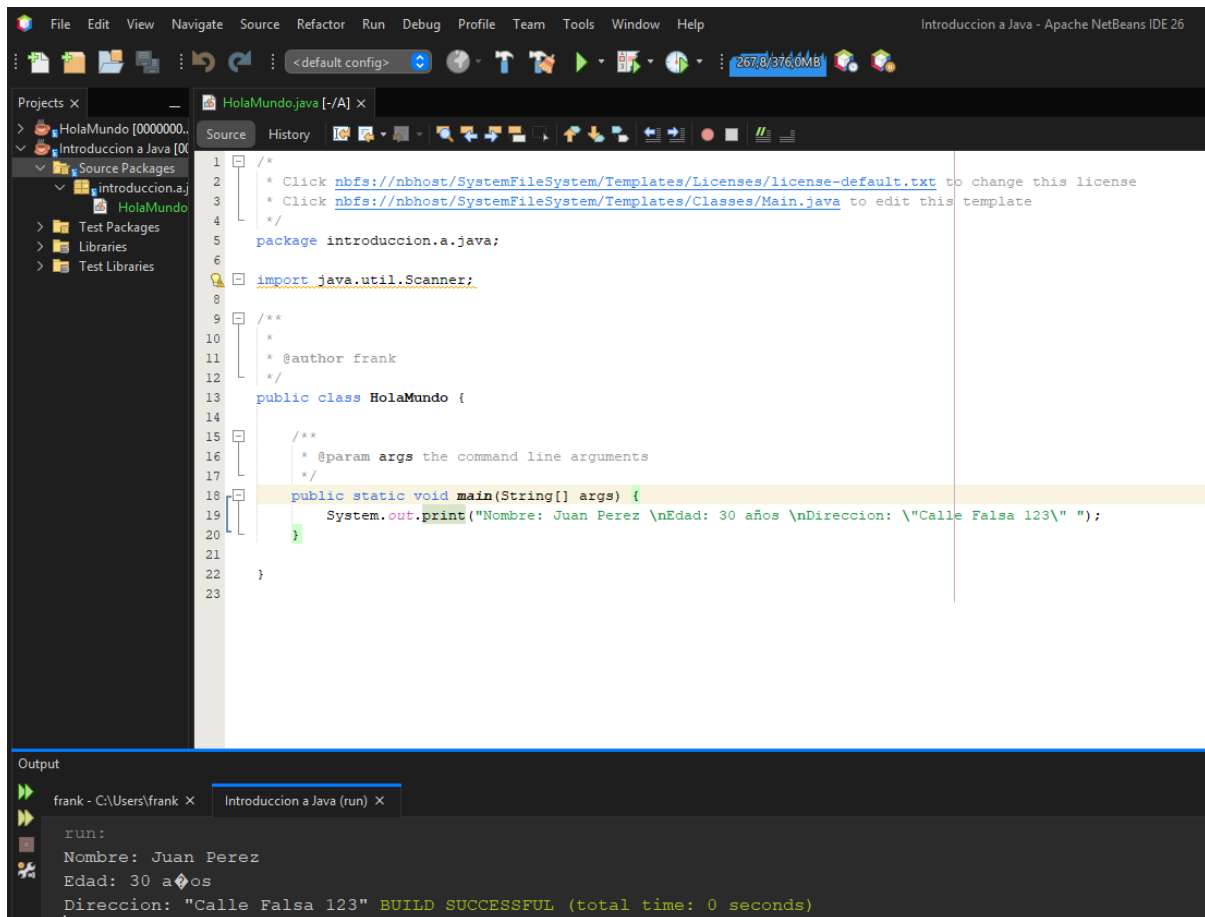 File Edit View Navigate Source Refactor Run Debug Profile Team Tools Window Help Introduccion a Java - Apache NetBeans IDE 26
<default config> 267,8/376,0MB
Projects
HolaMundo [0000000..
Introduccion a Java [00
Source Packages
introduccion.a.j
HolaMundo
Test Packages
Libraries
Test Libraries
HolaMundo.java [-/A]
Source History
1 /*
2 * Click nbfs://nbhost/SystemFileSystem/Templates/Licenses/license-default.txt to change this license
3 * Click nbfs://nbhost/SystemFileSystem/Templates/Classes/Main.java to edit this template
4 */
5 package introduccion.a.java;
6
import java.util.Scanner;
8
9 /**
10 *
11 * @author frank
12 */
13 public class HolaMundo {
14
15 /**
16 * @param args the command line arguments
17 */
18 public static void main(String[] args) {
19 System.out.print("Nombre: Juan Perez \nEdad: 30 años \nDireccion: \"Calle Falsa 123\" ");
20 }
21
22 }
23
Output
frank - C:\Users\frank Introduccion a Java (run)
run:
Nombre: Juan Perez
Edad: 30 a�os
Direccion: "Calle Falsa 123" BUILD SUCCESSFUL (total time: 0 seconds)